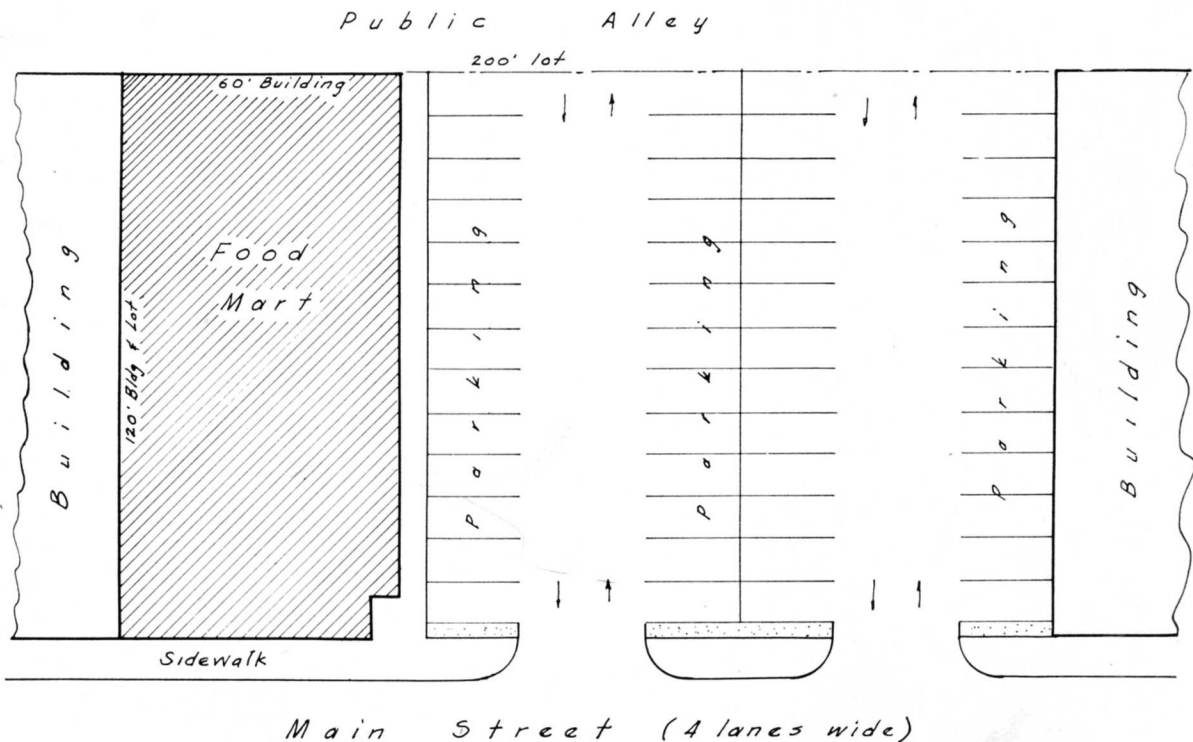 Public Alley
200' lot
60' Building
Building
120' Bldg & Lot
Food
Mart
Parking
Parking
Parking
Building
Sidewalk
Main Street (4 lanes wide)